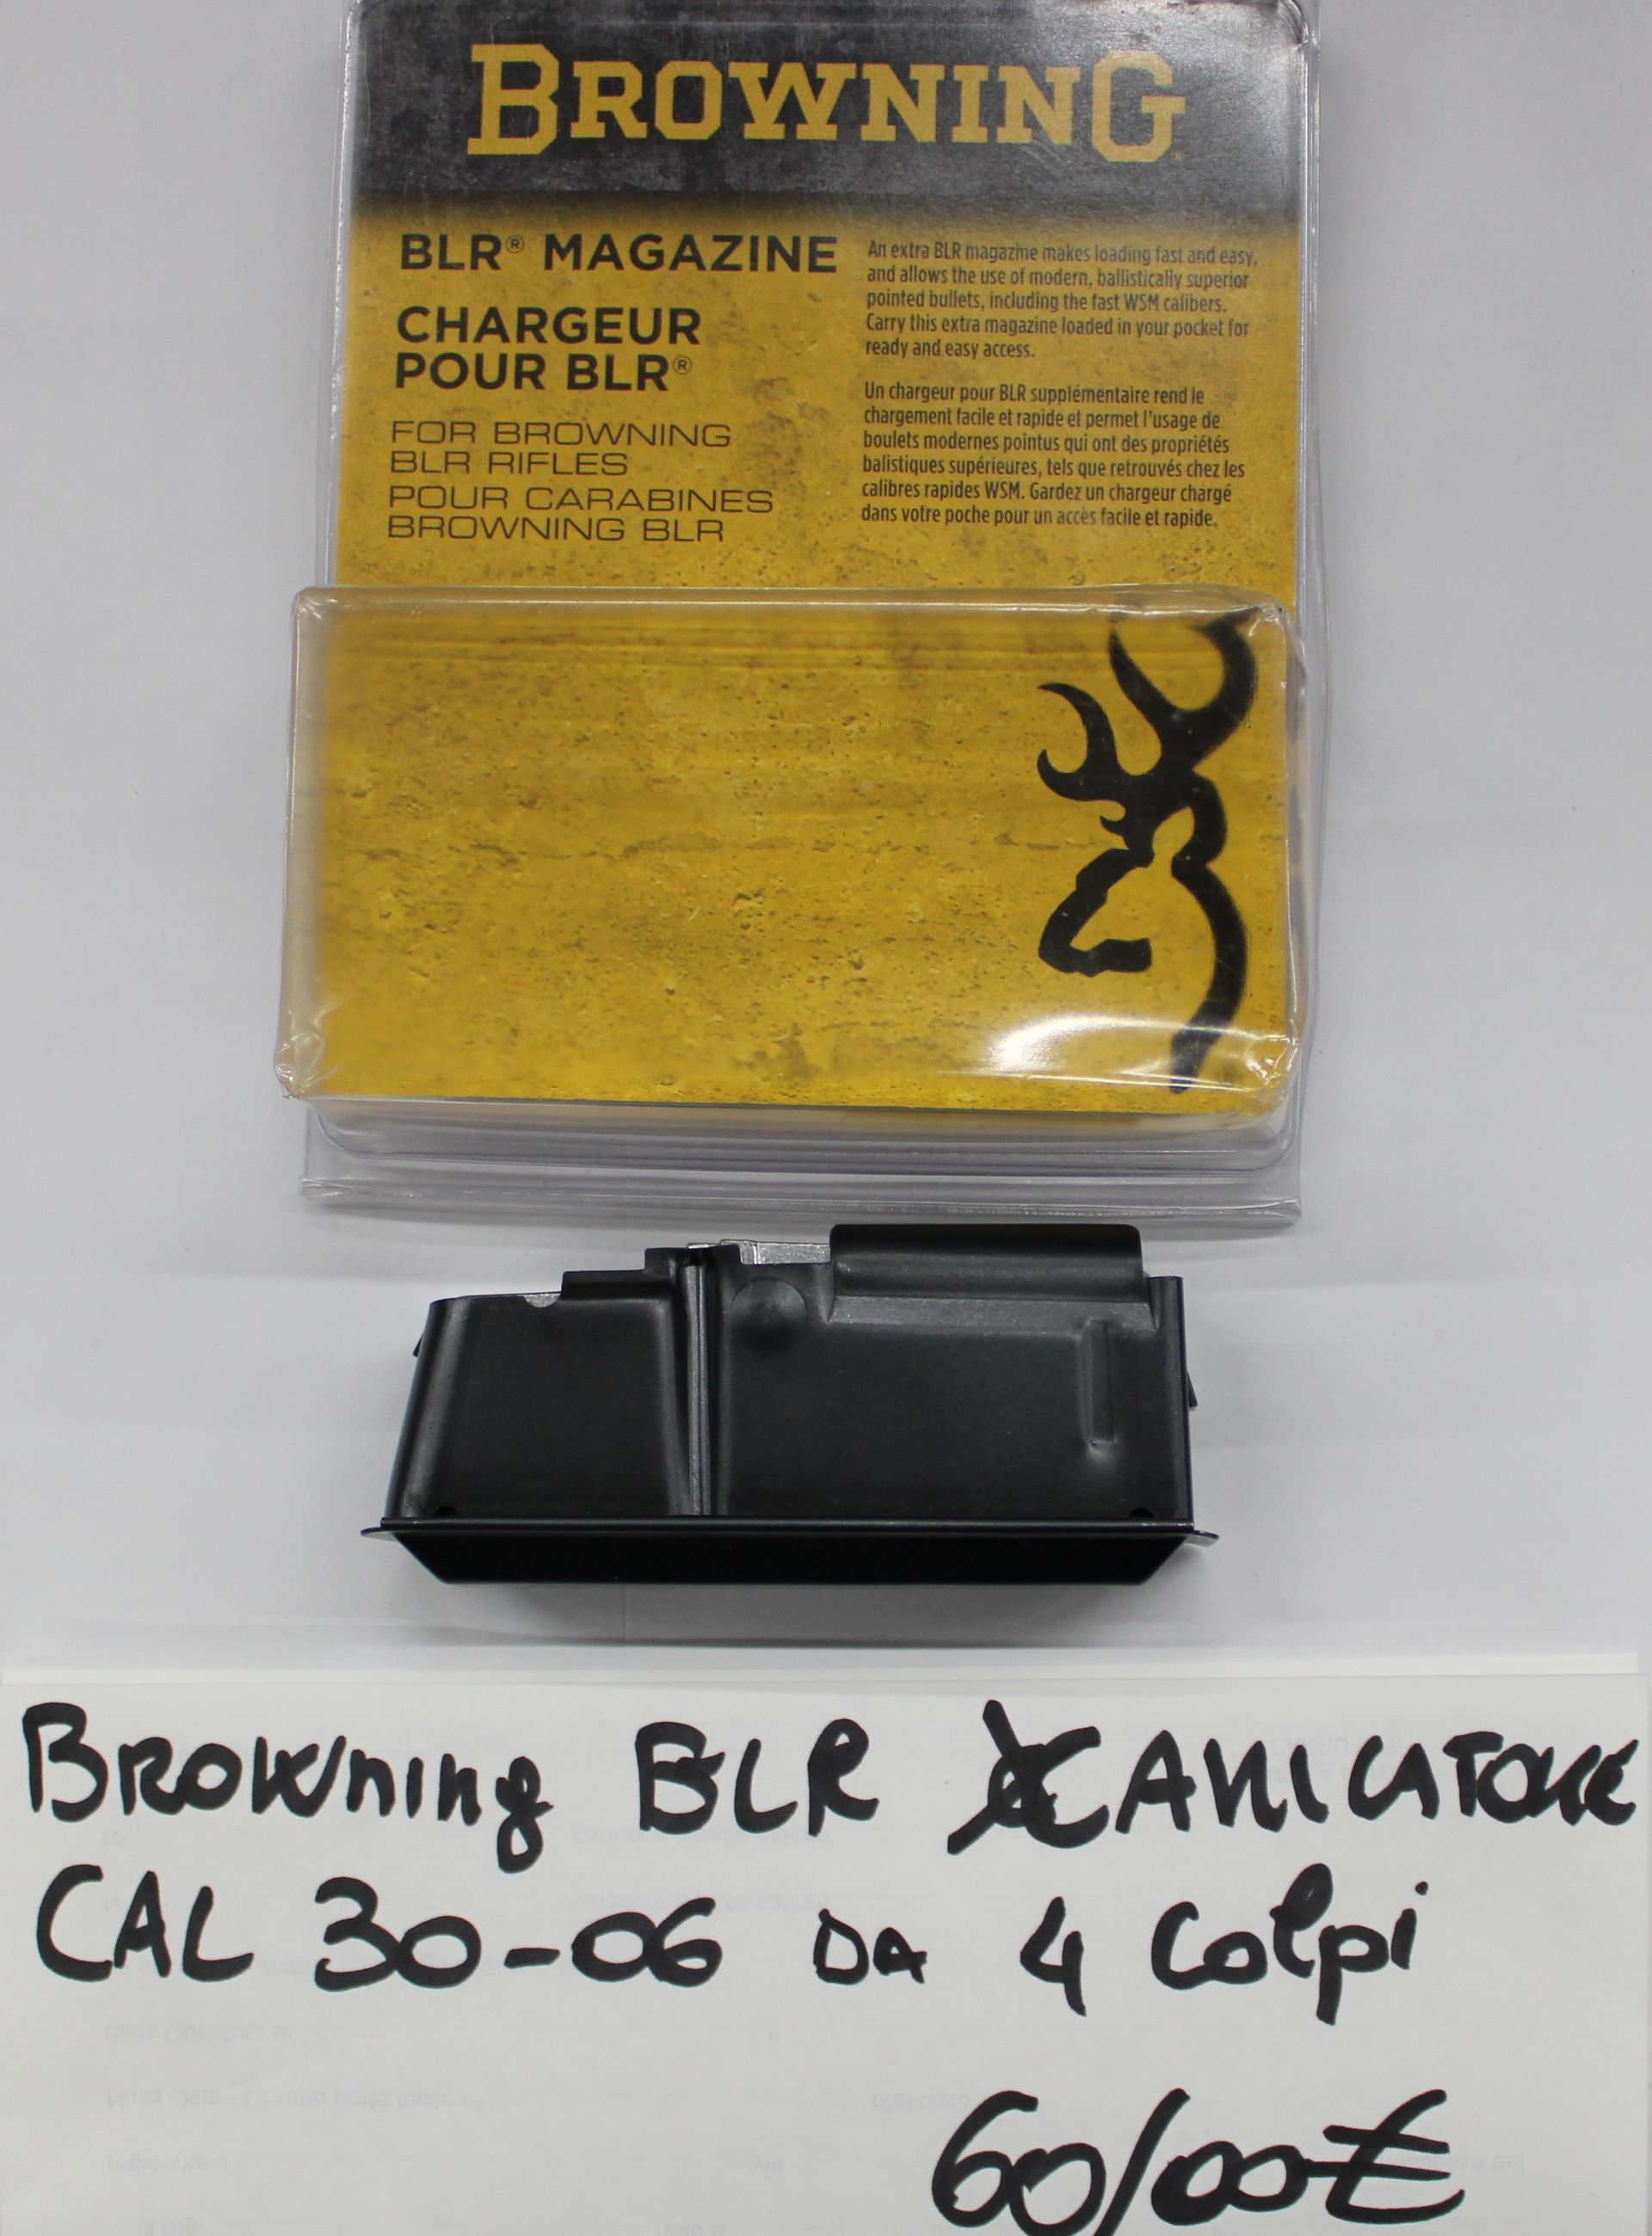 BROWNING
BLR® MAGAZINE
CHARGEUR
POUR BLR®
FOR BROWNING
BLR RIFLES
POUR CARABINES
BROWNING BLR
An extra BLR magazine makes loading fast and easy,
and allows the use of modern, ballistically superior
pointed bullets, including the fast WSM calibers.
Carry this extra magazine loaded in your pocket for
ready and easy access.
Un chargeur pour BLR supplémentaire rend le
chargement facile et rapide et permet l'usage de
boulets modernes pointus qui ont des propriétés
balistiques supérieures, tels que retrouvés chez les
calibres rapides WSM. Gardez un chargeur chargé
dans votre poche pour un accès facile et rapide.
BROWning BLR CARICATORE
CAL 30-06 DA 4 Colpi
60/00€